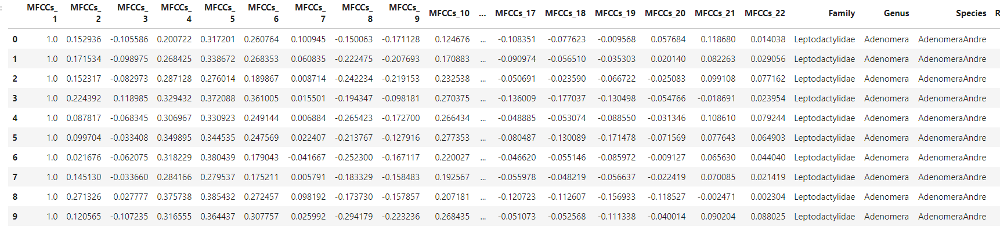 : MFCCs_ MFCCs_ MFCCs_ MFCCs_ MFCCs_ MFCCs_ MFCCs_ MFCCs_ MFCCs_ MFCCs_10 ... MFCCs_17 MFCCs_18 MFCCs_19 MFCCs_20 MFCCs_21 MFCCs_22 Family Genus Species R
1 2 3 4 5 6 7 8 9
0 1.0 0.152936 -0.105586 0.200722 0.317201 0.260764 0.100945 -0.150063 -0.171128 0.124676 ... -0.108351 -0.077623 -0.009568 0.057684 0.118680 0.014038 Leptodactylidae Adenomera AdenomeraAndre
1 1.0 0.171534 -0.098975 0.268425 0.338672 0.268353 0.060835 -0.222475 -0.207693 0.170883 ... -0.090974 -0.056510 -0.035303 0.020140 0.082263 0.029056 Leptodactylidae Adenomera AdenomeraAndre
2 1.0 0.152317 -0.082973 0.287128 0.276014 0.189867 0.008714 -0.242234 -0.219153 0.232538 ... -0.050691 -0.023590 -0.066722 -0.025083 0.099108 0.077162 Leptodactylidae Adenomera AdenomeraAndre
3 1.0 0.224392 0.118985 0.329432 0.372088 0.361005 0.015501 -0.194347 -0.098181 0.270375 ... -0.136009 -0.177037 -0.130498 -0.054766 -0.018691 0.023954 Leptodactylidae Adenomera AdenomeraAndre
4 1.0 0.087817 -0.068345 0.306967 0.330923 0.249144 0.006884 -0.265423 -0.172700 0.266434 ... -0.048885 -0.053074 -0.088550 -0.031346 0.108610 0.079244 Leptodactylidae Adenomera AdenomeraAndre
5 1.0 0.099704 -0.033408 0.349895 0.344535 0.247569 0.022407 -0.213767 -0.127916 0.277353 ... -0.080487 -0.130089 -0.171478 -0.071569 0.077643 0.064903 Leptodactylidae Adenomera AdenomeraAndre
6 1.0 0.021676 -0.062075 0.318229 0.380439 0.179043 -0.041667 -0.252300 -0.167117 0.220027 ... -0.046620 -0.055146 -0.085972 -0.009127 0.065630 0.044040 Leptodactylidae Adenomera AdenomeraAndre
7 1.0 0.145130 -0.033660 0.284166 0.279537 0.175211 0.005791 -0.183329 -0.158483 0.192567 ... -0.055978 -0.048219 -0.056637 -0.022419 0.070085 0.021419 Leptodactylidae Adenomera AdenomeraAndre
8 1.0 0.271326 0.027777 0.375738 0.385432 0.272457 0.098192 -0.173730 -0.157857 0.207181 ... -0.120723 -0.112607 -0.156933 -0.118527 -0.002471 0.002304 Leptodactylidae Adenomera AdenomeraAndre
9 1.0 0.120565 -0.107235 0.316555 0.364437 0.307757 0.025992 -0.294179 -0.223236 0.268435 ... -0.051073 -0.052568 -0.111338 -0.040014 0.090204 0.088025 Leptodactylidae Adenomera AdenomeraAndre